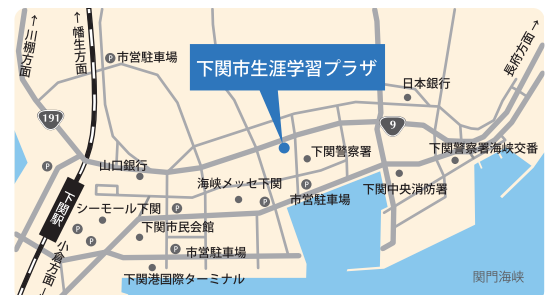 ↑川棚方面
↑幡生方面
P市営駐車場
下関市生涯学習プラザ
長府方面→
日本銀行
191
9
下関警察署海峡交番
下関警察署
P
山口銀行
海峡メッセ下関
下関中央消防署
P
市営駐車場
下関駅
シーモール下関
P
P
下関市民会館
P
P
P市営駐車場
小倉方面↓
下関港国際ターミナル
関門海峡